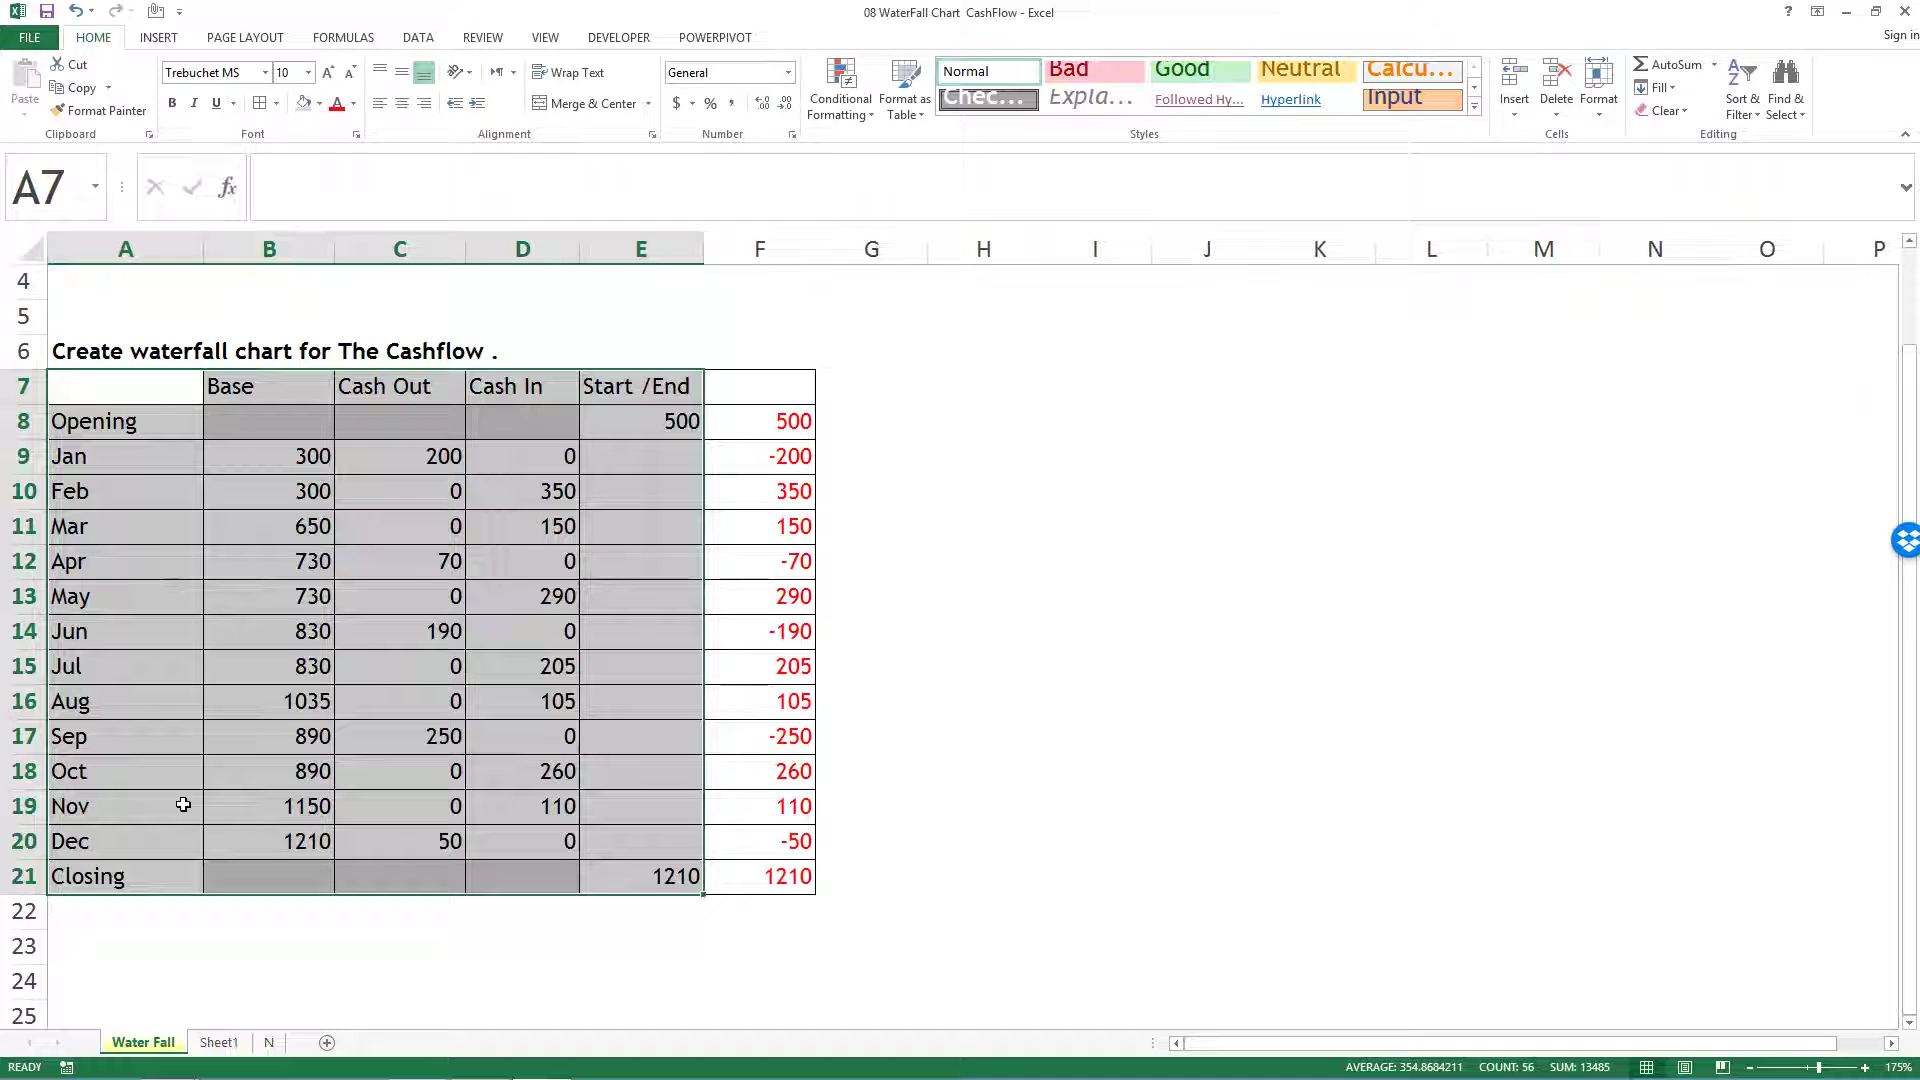 08 WaterFall Chart  CashFlow - Excel
?
Sign in
FILE HOME INSERT PAGE LAYOUT FORMULAS DATA REVIEW VIEW DEVELOPER POWERPIVOT
Paste
Cut
Copy
Format Painter
Clipboard
Trebuchet MS 10
B I U
Font
Wrap Text
Merge & Center
Alignment
General
$ % ,
Number
Conditional
Formatting
Format as
Table
Normal Bad Good Neutral Calcu...
Chec... Expla... Followed Hy... Hyperlink Input
Styles
Insert Delete Format
Cells
AutoSum
Fill
Clear
Sort &
Filter
Find &
Select
Editing
A7
fx
A B C D E F G H I J K L M N O P
4
5
6 Create waterfall chart for The Cashflow .
7 Base Cash Out Cash In Start /End
8 Opening 500 500
9 Jan 300 200 0 -200
10 Feb 300 0 350 350
11 Mar 650 0 150 150
12 Apr 730 70 0 -70
13 May 730 0 290 290
14 Jun 830 190 0 -190
15 Jul 830 0 205 205
16 Aug 1035 0 105 105
17 Sep 890 250 0 -250
18 Oct 890 0 260 260
19 Nov 1150 0 110 110
20 Dec 1210 50 0 -50
21 Closing 1210 1210
22
23
24
25
Water Fall Sheet1 N
READY AVERAGE: 354.8684211 COUNT: 56 SUM: 13485 175%